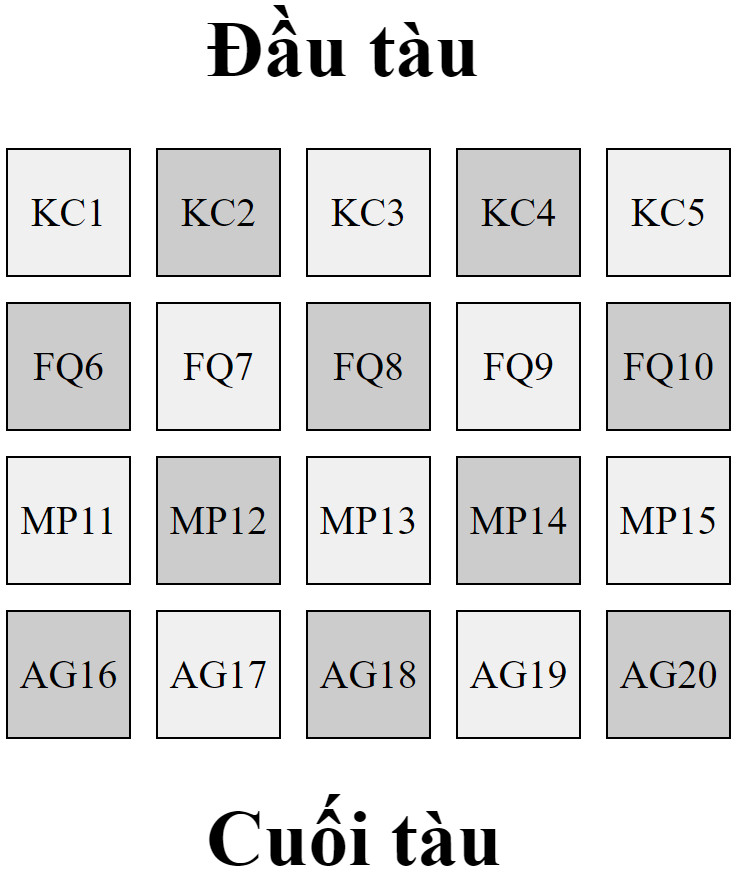 Đầu tàu
KC1 KC2 KC3 KC4 KC5
FQ6 FQ7 FQ8 FQ9 FQ10
MP11 MP12 MP13 MP14 MP15
AG16 AG17 AG18 AG19 AG20
Cuối tàu